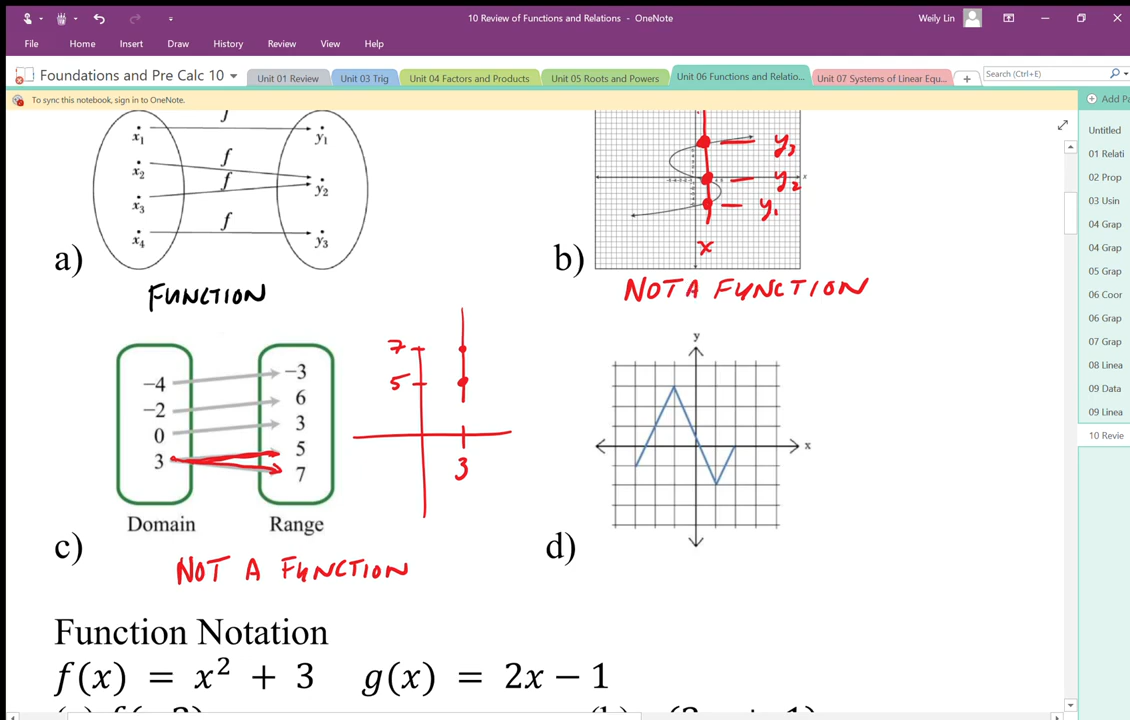 10 Review of Functions and Relations - OneNote
Weily Lin
File Home Insert Draw History Review View Help
Foundations and Pre Calc 10
Unit 01 Review
Unit 03 Trig
Unit 04 Factors and Products
Unit 05 Roots and Powers
Unit 06 Functions and Relatio...
Unit 07 Systems of Linear Equ...
Search (Ctrl+E)
To sync this notebook, sign in to OneNote.
Add Pa
Untitled
01 Relati
02 Prop
03 Usin
04 Grap
04 Grap
05 Grap
06 Coor
06 Grap
07 Grap
08 Linea
09 Data
09 Linea
10 Revie
a)
f
x₁ y₁
f
x₂ y₂
f
x₃
f
x₄ y₃
FUNCTION
b)
y₃
x
y₂
y₁
x
NOT A FUNCTION
c)
-4 -3
-2 6
0 3
3 5
7
Domain Range
7
5
3
NOT A FUNCTION
d)
y
x
Function Notation
f(x) = x² + 3 g(x) = 2x − 1